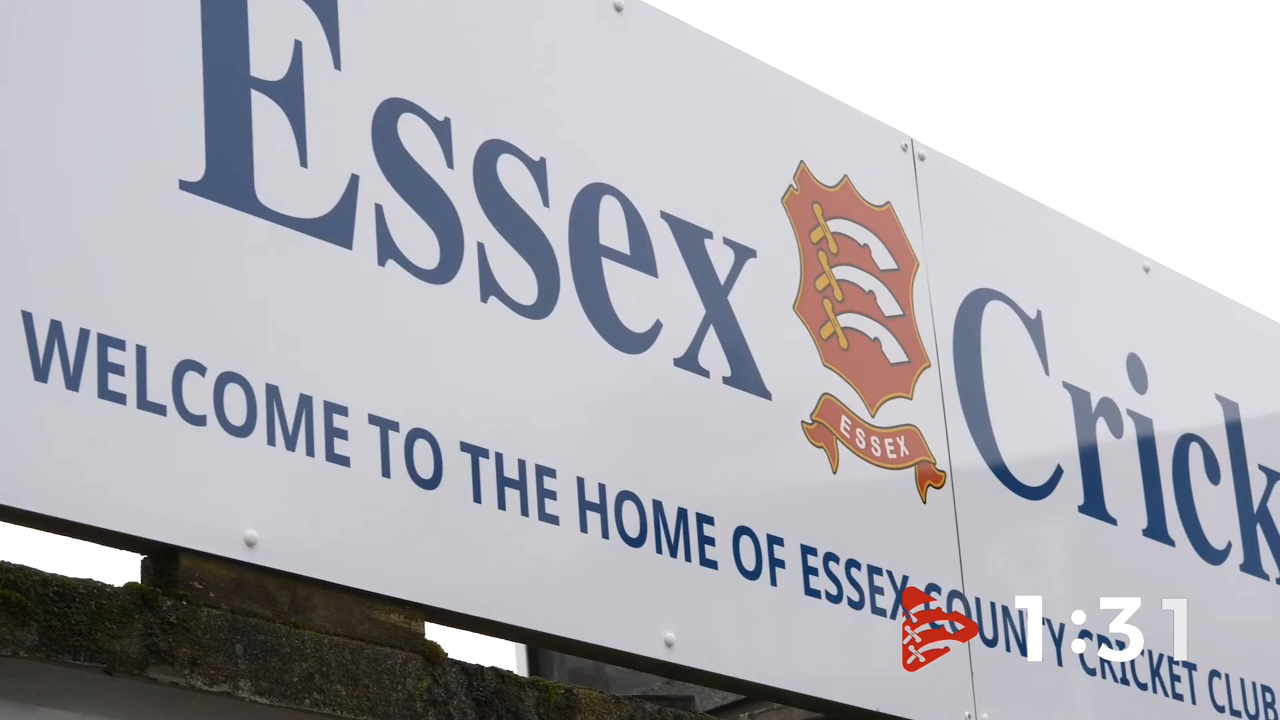 Essex Crick
WELCOME TO THE HOME OF ESSEX COUNTY CRICKET CLUB
ESSEX
1:31